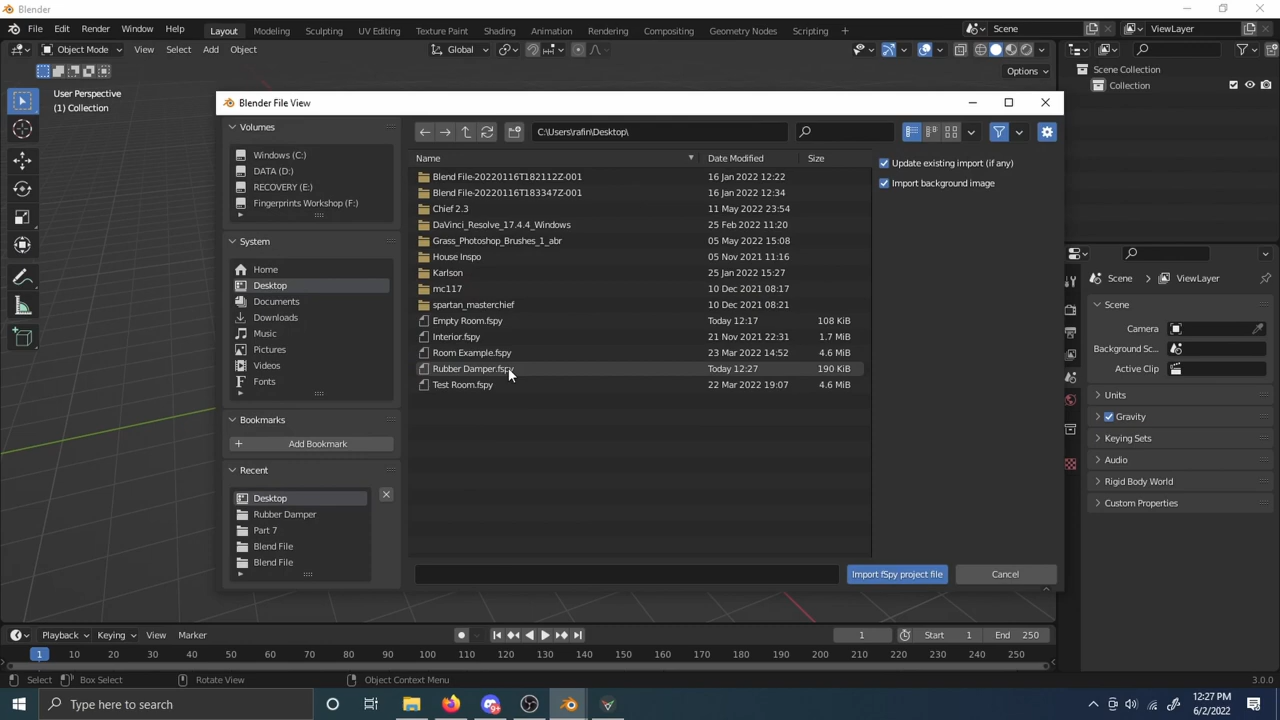 Blender
File Edit Render Window Help Layout Modeling Sculpting UV Editing Texture Paint Shading Animation Rendering Compositing Geometry Nodes Scripting + Scene ViewLayer
Object Mode View Select Add Object Global
Options
User Perspective
(1) Collection
Scene Collection
Collection
Blender File View
Volumes
Windows (C:)
DATA (D:)
RECOVERY (E:)
Fingerprints Workshop (F:)
System
Home
Desktop
Documents
Downloads
Music
Pictures
Videos
Fonts
Bookmarks
Add Bookmark
Recent
Desktop
Rubber Damper
Part 7
Blend File
Blend File
C:\Users\rafin\Desktop\
Name Date Modified Size
Blend File-20220116T182112Z-001 16 Jan 2022 12:22
Blend File-20220116T183347Z-001 16 Jan 2022 12:34
Chief 2.3 11 May 2022 23:54
DaVinci_Resolve_17.4.4_Windows 25 Feb 2022 11:20
Grass_Photoshop_Brushes_1_abr 05 May 2022 15:08
House Inspo 05 Nov 2021 11:16
Karlson 25 Jan 2022 15:27
mc117 10 Dec 2021 08:17
spartan_masterchief 10 Dec 2021 08:21
Empty Room.fspy Today 12:17 108 KiB
Interior.fspy 21 Nov 2021 22:31 1.7 MiB
Room Example.fspy 23 Mar 2022 14:52 4.6 MiB
Rubber Damper.fspy Today 12:27 190 KiB
Test Room.fspy 22 Mar 2022 19:07 4.6 MiB
Update existing import (if any)
Import background image
Import fSpy project file Cancel
Scene ViewLayer
Scene
Camera
Background Sc...
Active Clip
Units
Gravity
Keying Sets
Audio
Rigid Body World
Custom Properties
Playback Keying View Marker 1 Start 1 End 250
1 10 20 30 40 50 60 70 80 90 100 110 120 130 140 150 160 170 180 190 200 210 220 230 240 250
Select Box Select Rotate View Object Context Menu 3.0.0
Type here to search
12:27 PM
6/2/2022